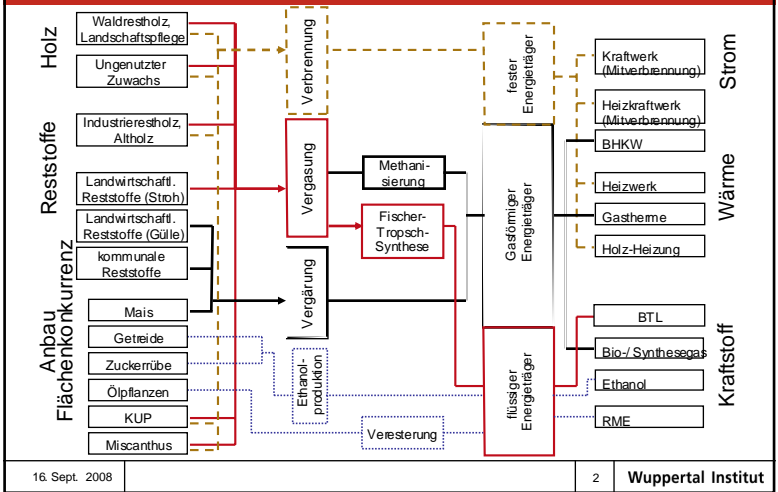 Holz
Waldrestholz,
Landschaftspflege
Ungenutzter
Zuwachs
Reststoffe
Industrierestholz,
Altholz
Landwirtschaftl.
Reststoffe (Stroh)
Landwirtschaftl.
Reststoffe (Gülle)
kommunale
Reststoffe
Anbau
Flächenkonkurrenz
Mais
Getreide
Zuckerrübe
Ölpflanzen
KUP
Miscanthus
Verbrennung
Vergasung
Vergärung
Ethanol-
produktion
Methani-
sierung
Fischer-
Tropsch-
Synthese
Veresterung
fester
Energieträger
Gasförmiger
Energieträger
flüssiger
Energieträger
Strom
Kraftwerk
(Mitverbrennung)
Heizkraftwerk
(Mitverbrennung)
BHKW
Wärme
Heizwerk
Gastherme
Holz-Heizung
Kraftstoff
BTL
Bio-/ Synthesegas
Ethanol
RME
16. Sept. 2008
2
Wuppertal Institut